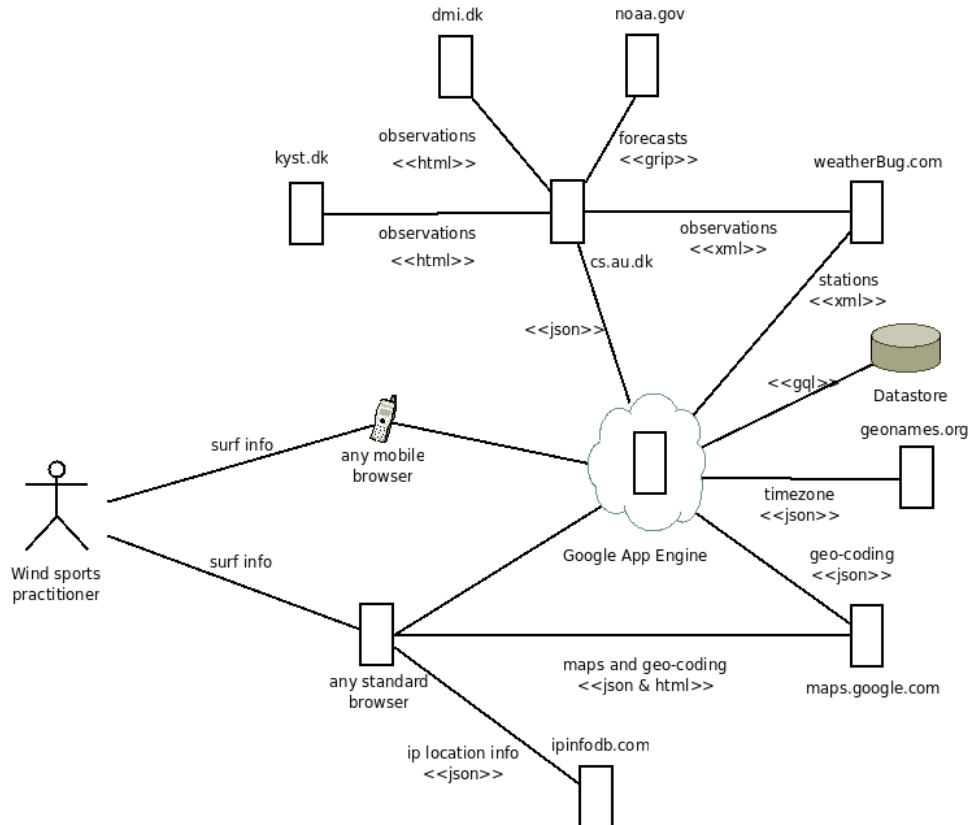 dmi.dk
noaa.gov
observations
<<html>>
forecasts
<<grip>>
kyst.dk
weatherBug.com
observations
<<html>>
observations
<<xml>>
cs.au.dk
stations
<<xml>>
<<json>>
<<gql>>
Datastore
geonames.org
surf info
any mobile
browser
timezone
<<json>>
Google App Engine
geo-coding
<<json>>
surf info
Wind sports
practitioner
maps and geo-coding
<<json & html>>
any standard
browser
maps.google.com
ip location info
<<json>>
ipinfodb.com